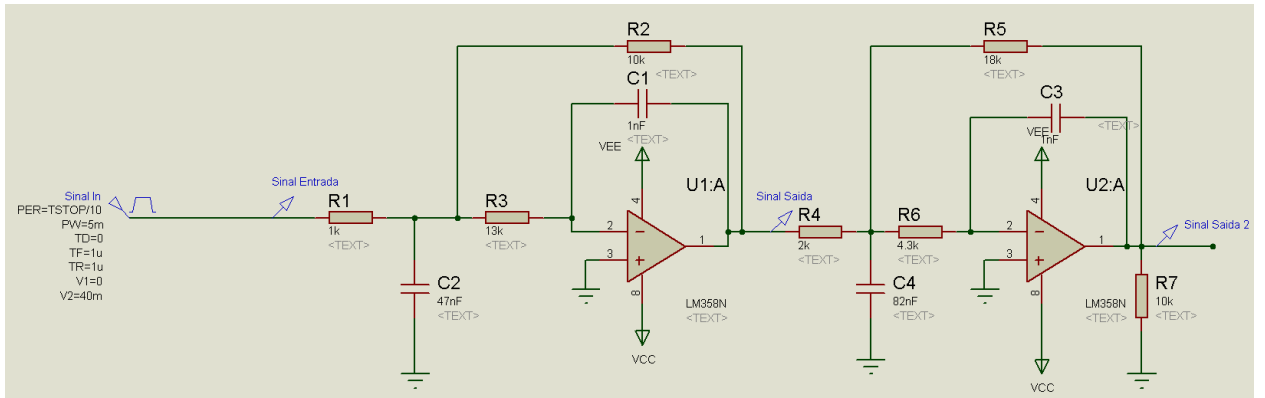 R2
10k
<TEXT>
C1
1nF
<TEXT>
VEE
4
U1:A
Sinal In
PER=TSTOP/10
PW=5m
TD=0
TF=1u
TR=1u
V1=0
V2=40m
Sinal Entrada
R1
1k
<TEXT>
R3
13k
<TEXT>
2
3
1
8
LM358N
<TEXT>
VCC
C2
47nF
<TEXT>
Sinal Saida
R4
2k
<TEXT>
R5
18k
<TEXT>
C3
1nF
<TEXT>
VEE
4
U2:A
R6
4.3k
<TEXT>
2
3
1
8
LM358N
<TEXT>
VCC
C4
82nF
<TEXT>
Sinal Saida 2
R7
10k
<TEXT>